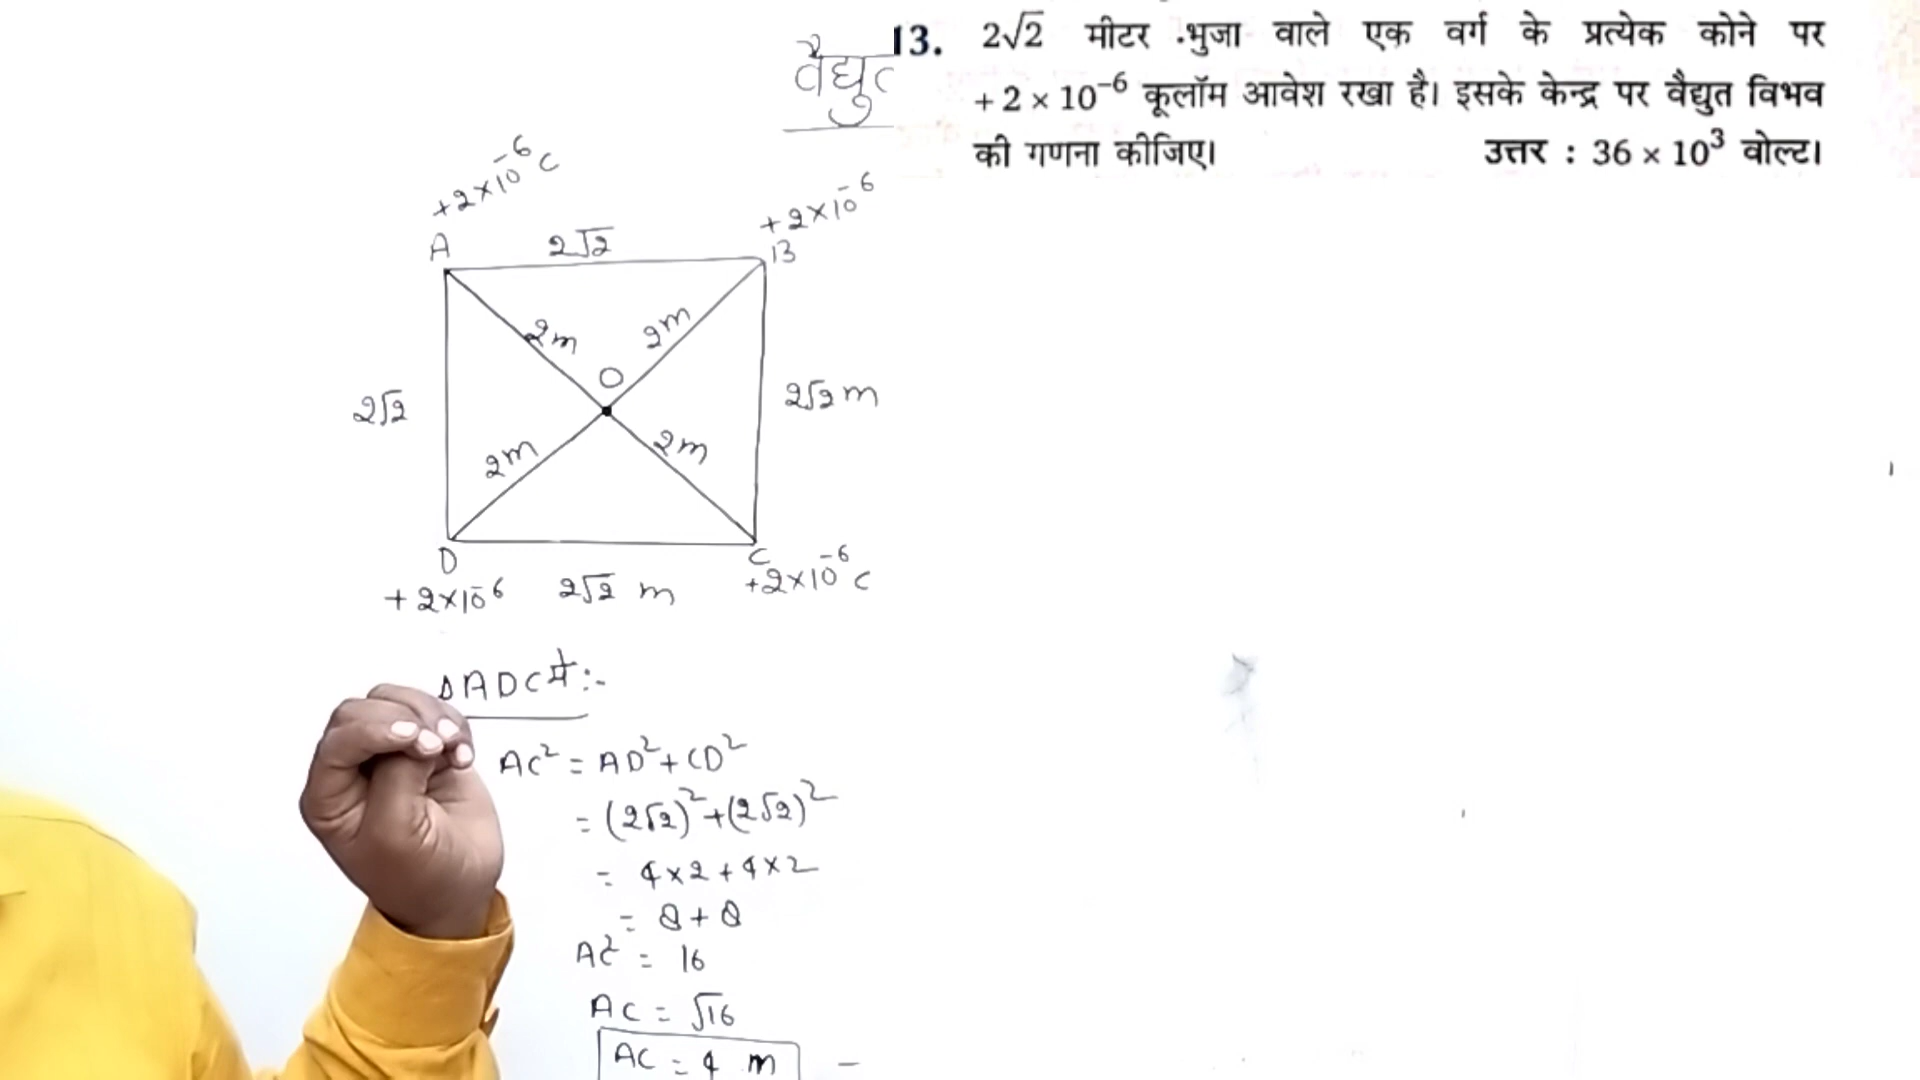 वैद्युत
13. 2√2 मीटर भुजा वाले एक वर्ग के प्रत्येक कोने पर
+ 2 × 10⁻⁶ कूलॉम आवेश रखा है। इसके केन्द्र पर वैद्युत विभव
की गणना कीजिए। उत्तर : 36 × 10³ वोल्ट।
+2×10⁻⁶ C
+2×10⁻⁶
A 2√2 B
2m 2m
O
2√2 2√2 m
2m 2m
D C
+2×10⁻⁶ 2√2 m +2×10⁻⁶ C
△ADC में:-
AC² = AD² + CD²
= (2√2)² + (2√2)²
= 4×2 + 4×2
= 8 + 8
AC² = 16
AC = √16
AC = 4 m –